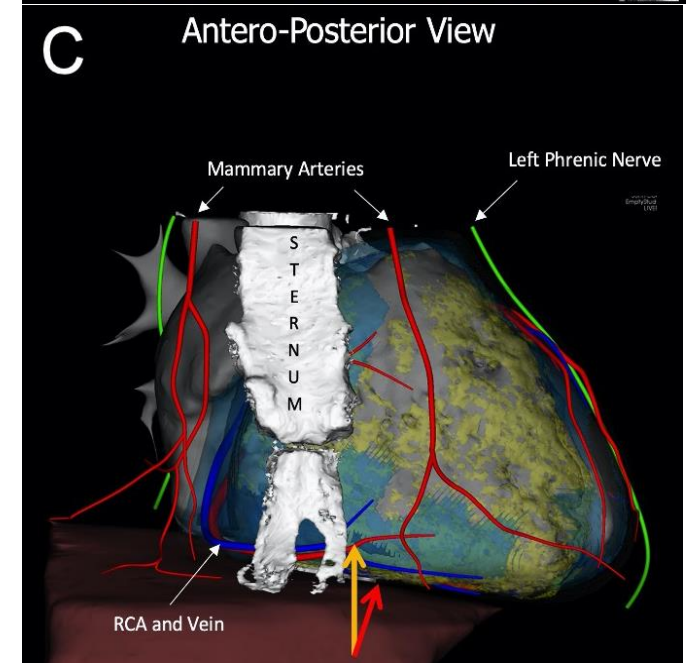 C
Antero-Posterior View
Mammary Arteries
Left Phrenic Nerve
S
T
E
R
N
U
M
RCA and Vein